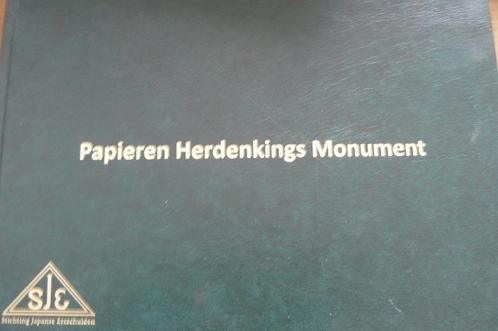 Papieren Herdenkings Monument
SJE
Stichting Japanse Ereschulden